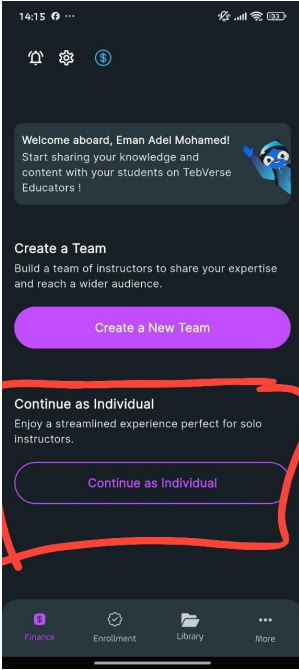 14:15
33
Welcome aboard, Eman Adel Mohamed!
Start sharing your knowledge and
content with your students on TebVerse
Educators !
Create a Team
Build a team of instructors to share your expertise
and reach a wider audience.
Create a New Team
Continue as Individual
Enjoy a streamlined experience perfect for solo
instructors.
Continue as Individual
Finance
Enrollment
Library
More